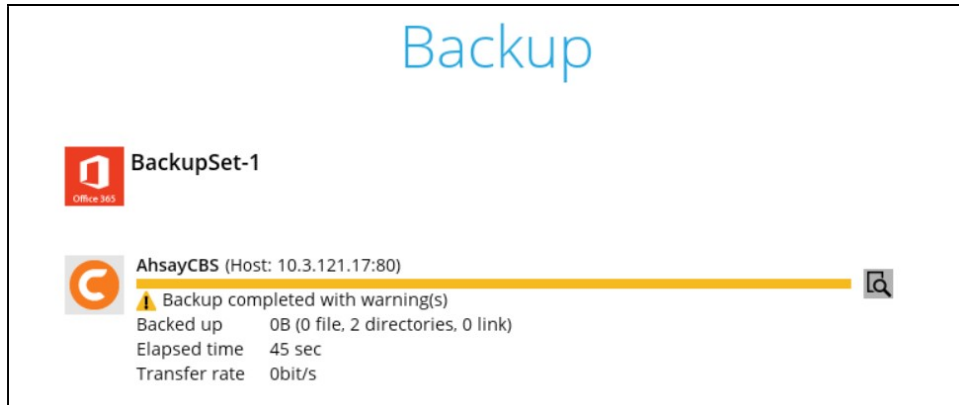 Backup
BackupSet-1
Office 365
AhsayCBS (Host: 10.3.121.17:80)
Backup completed with warning(s)
Backed up 0B (0 file, 2 directories, 0 link)
Elapsed time 45 sec
Transfer rate 0bit/s